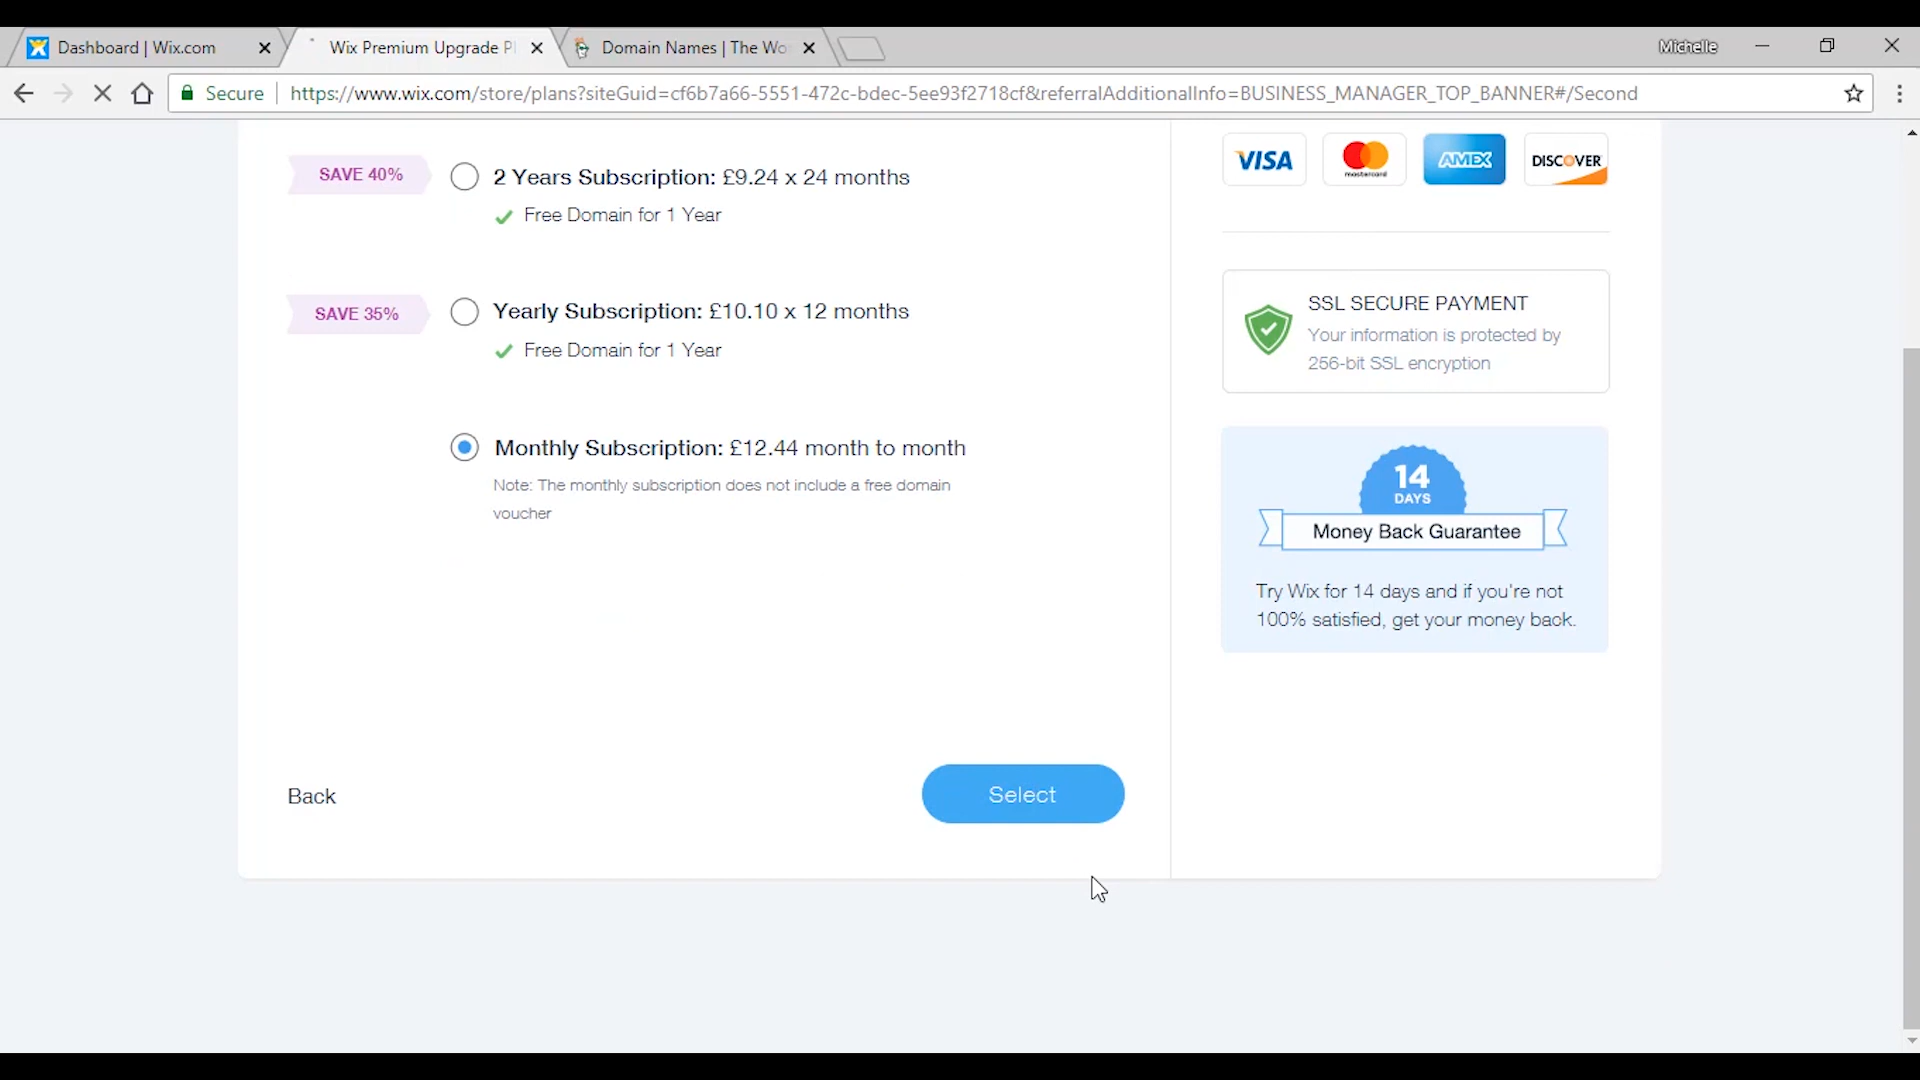 Dashboard | Wix.com
Wix Premium Upgrade Pl
Domain Names | The Wo
Michelle
Secure
https://www.wix.com/store/plans?siteGuid=cf6b7a66-5551-472c-bdec-5ee93f2718cf&referralAdditionalInfo=BUSINESS_MANAGER_TOP_BANNER#/Second
SAVE 40%
2 Years Subscription: £9.24 x 24 months
Free Domain for 1 Year
SAVE 35%
Yearly Subscription: £10.10 x 12 months
Free Domain for 1 Year
Monthly Subscription: £12.44 month to month
Note: The monthly subscription does not include a free domain
voucher
Back
Select
VISA
mastercard
AMEX
DISCOVER
SSL SECURE PAYMENT
Your information is protected by
256-bit SSL encryption
14
DAYS
Money Back Guarantee
Try Wix for 14 days and if you're not
100% satisfied, get your money back.